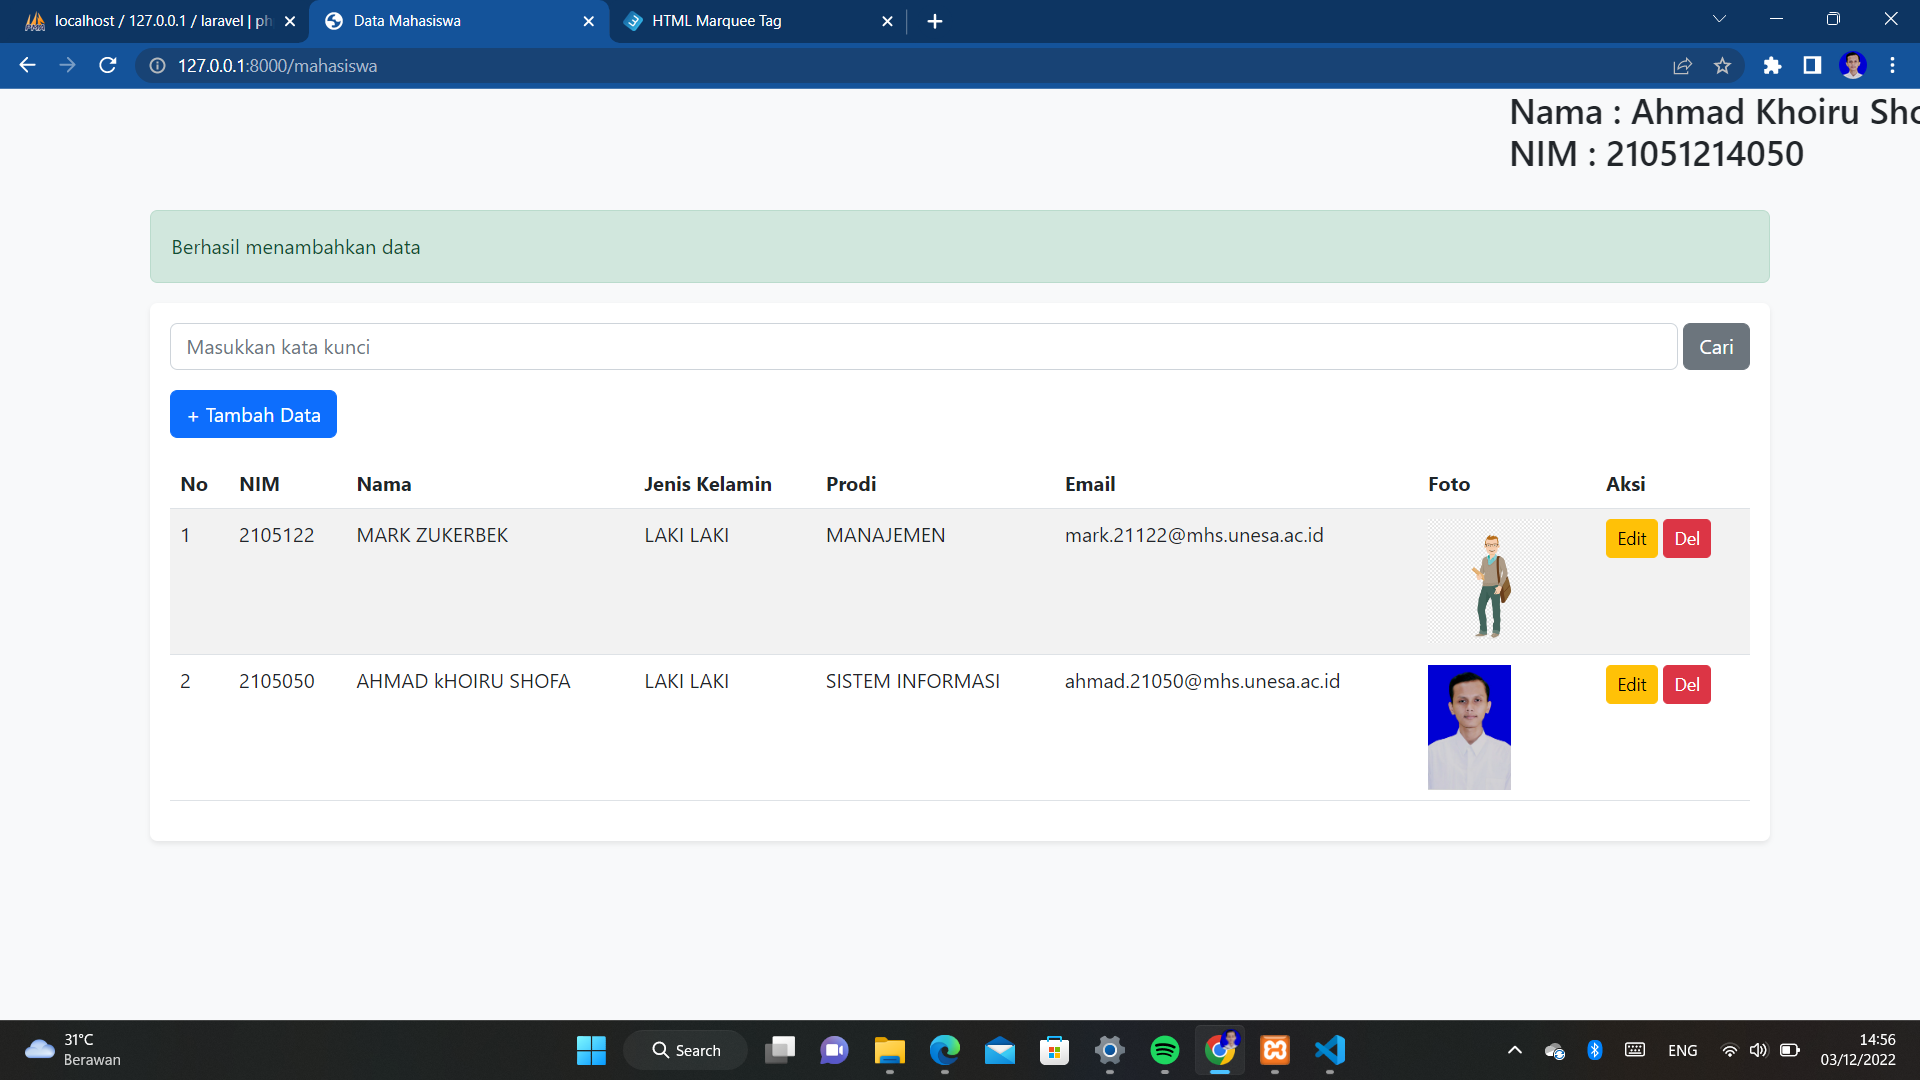 localhost / 127.0.0.1 / laravel | ph
Data Mahasiswa
HTML Marquee Tag
127.0.0.1:8000/mahasiswa
Nama : Ahmad Khoiru Sho
NIM : 21051214050
Berhasil menambahkan data
Masukkan kata kunci
Cari
+ Tambah Data
No NIM Nama Jenis Kelamin Prodi Email Foto Aksi
1 2105122 MARK ZUKERBEK LAKI LAKI MANAJEMEN mark.21122@mhs.unesa.ac.id Edit Del
2 2105050 AHMAD kHOIRU SHOFA LAKI LAKI SISTEM INFORMASI ahmad.21050@mhs.unesa.ac.id Edit Del
31°C
Berawan
Search
ENG
14:56
03/12/2022